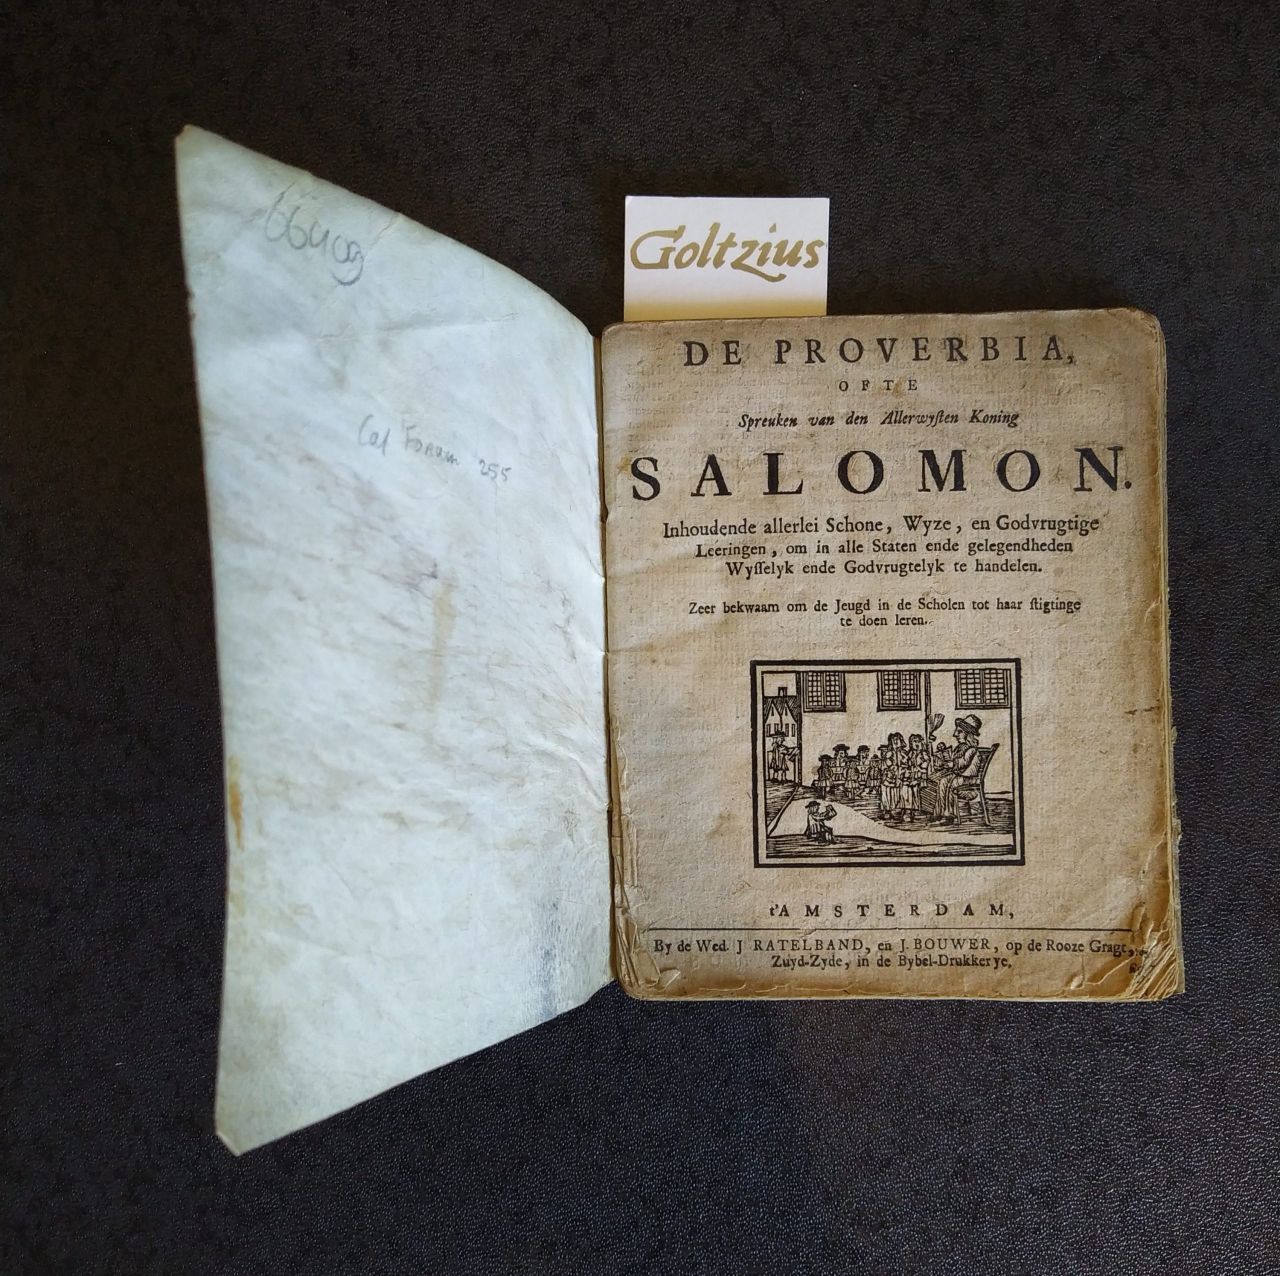 66409
Cat Forum 255
Goltzius
DE PROVERBIA,
OFTE
Spreuken van den Allerwyſten Koning
SALOMON.
Inhoudende allerlei Schone, Wyze, en Godvrugtige
Leeringen, om in alle Staten ende gelegendheden
Wyſſelyk ende Godvrugtelyk te handelen.
Zeer bekwaam om de Jeugd in de Scholen tot haar ſtigtinge
te doen leren.
t'AMSTERDAM,
By de Wed. J RATELBAND, en J. BOUWER, op de Rooze Gragt,
Zuyd-Zyde, in de Bybel-Drukkerye.